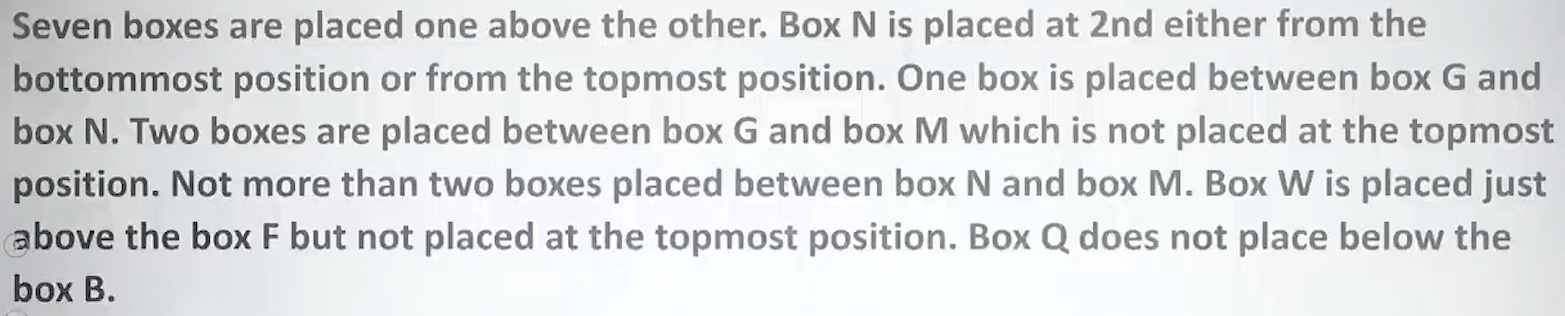 Seven boxes are placed one above the other. Box N is placed at 2nd either from the
bottommost position or from the topmost position. One box is placed between box G and
box N. Two boxes are placed between box G and box M which is not placed at the topmost
position. Not more than two boxes placed between box N and box M. Box W is placed just
above the box F but not placed at the topmost position. Box Q does not place below the
box B.